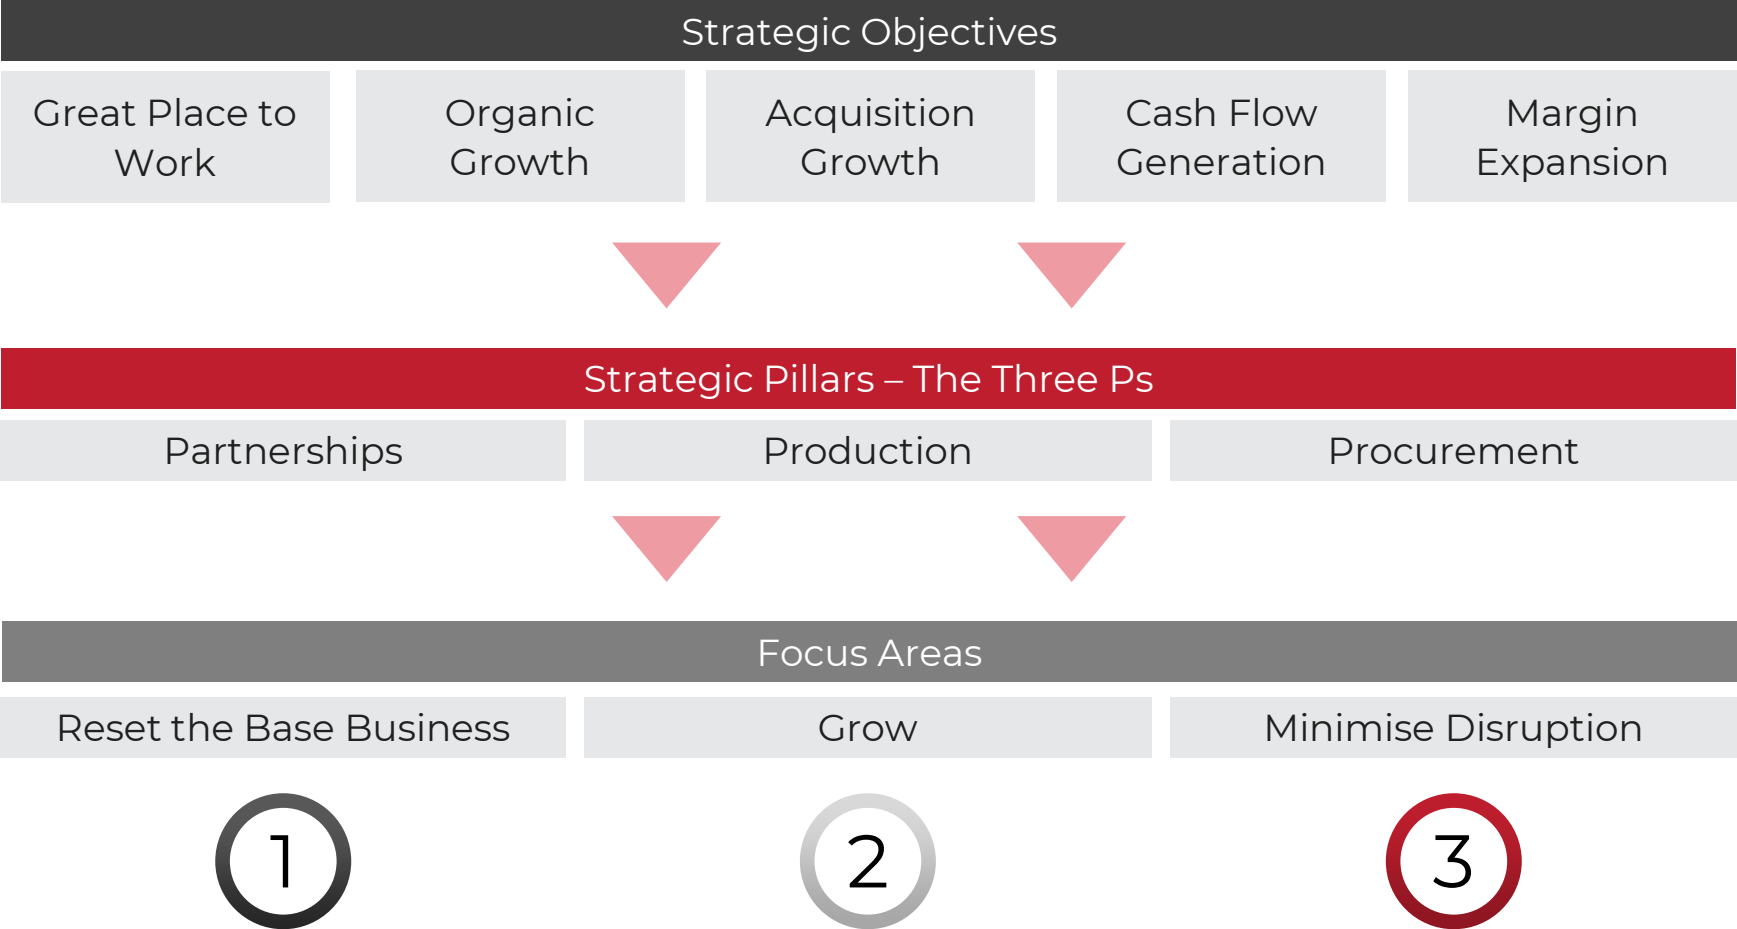 Strategic Objectives
Great Place to
Work
Organic
Growth
Acquisition
Growth
Cash Flow
Generation
Margin
Expansion
Strategic Pillars – The Three Ps
Partnerships
Production
Procurement
Focus Areas
Reset the Base Business
Grow
Minimise Disruption
1
2
3